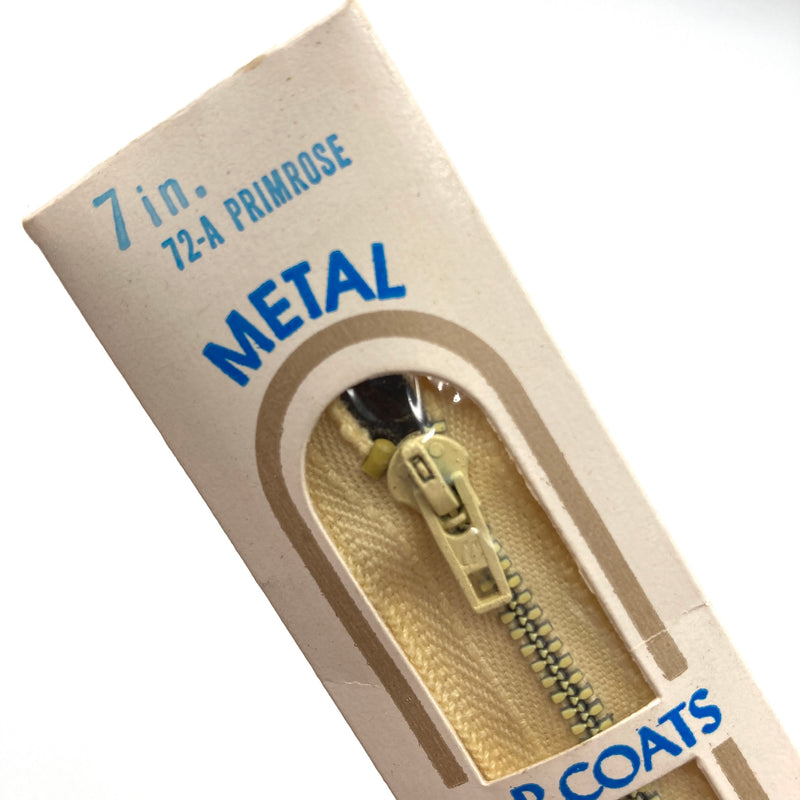 7 in.
72-A PRIMROSE
METAL
P. COATS